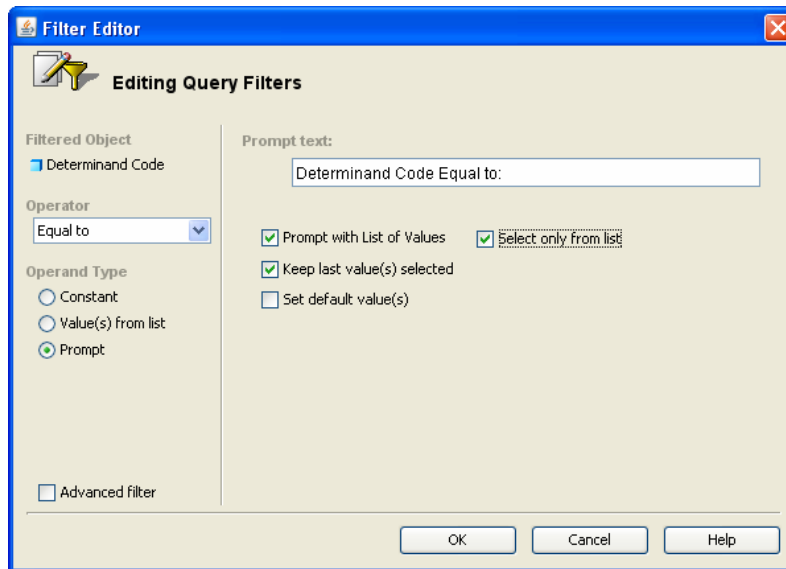 Filter Editor
Editing Query Filters
Filtered Object
Determinand Code
Operator
Equal to
Operand Type
Constant
Value(s) from list
Prompt
Advanced filter
Prompt text:
Determinand Code Equal to:
Prompt with List of Values
Select only from list
Keep last value(s) selected
Set default value(s)
OK
Cancel
Help